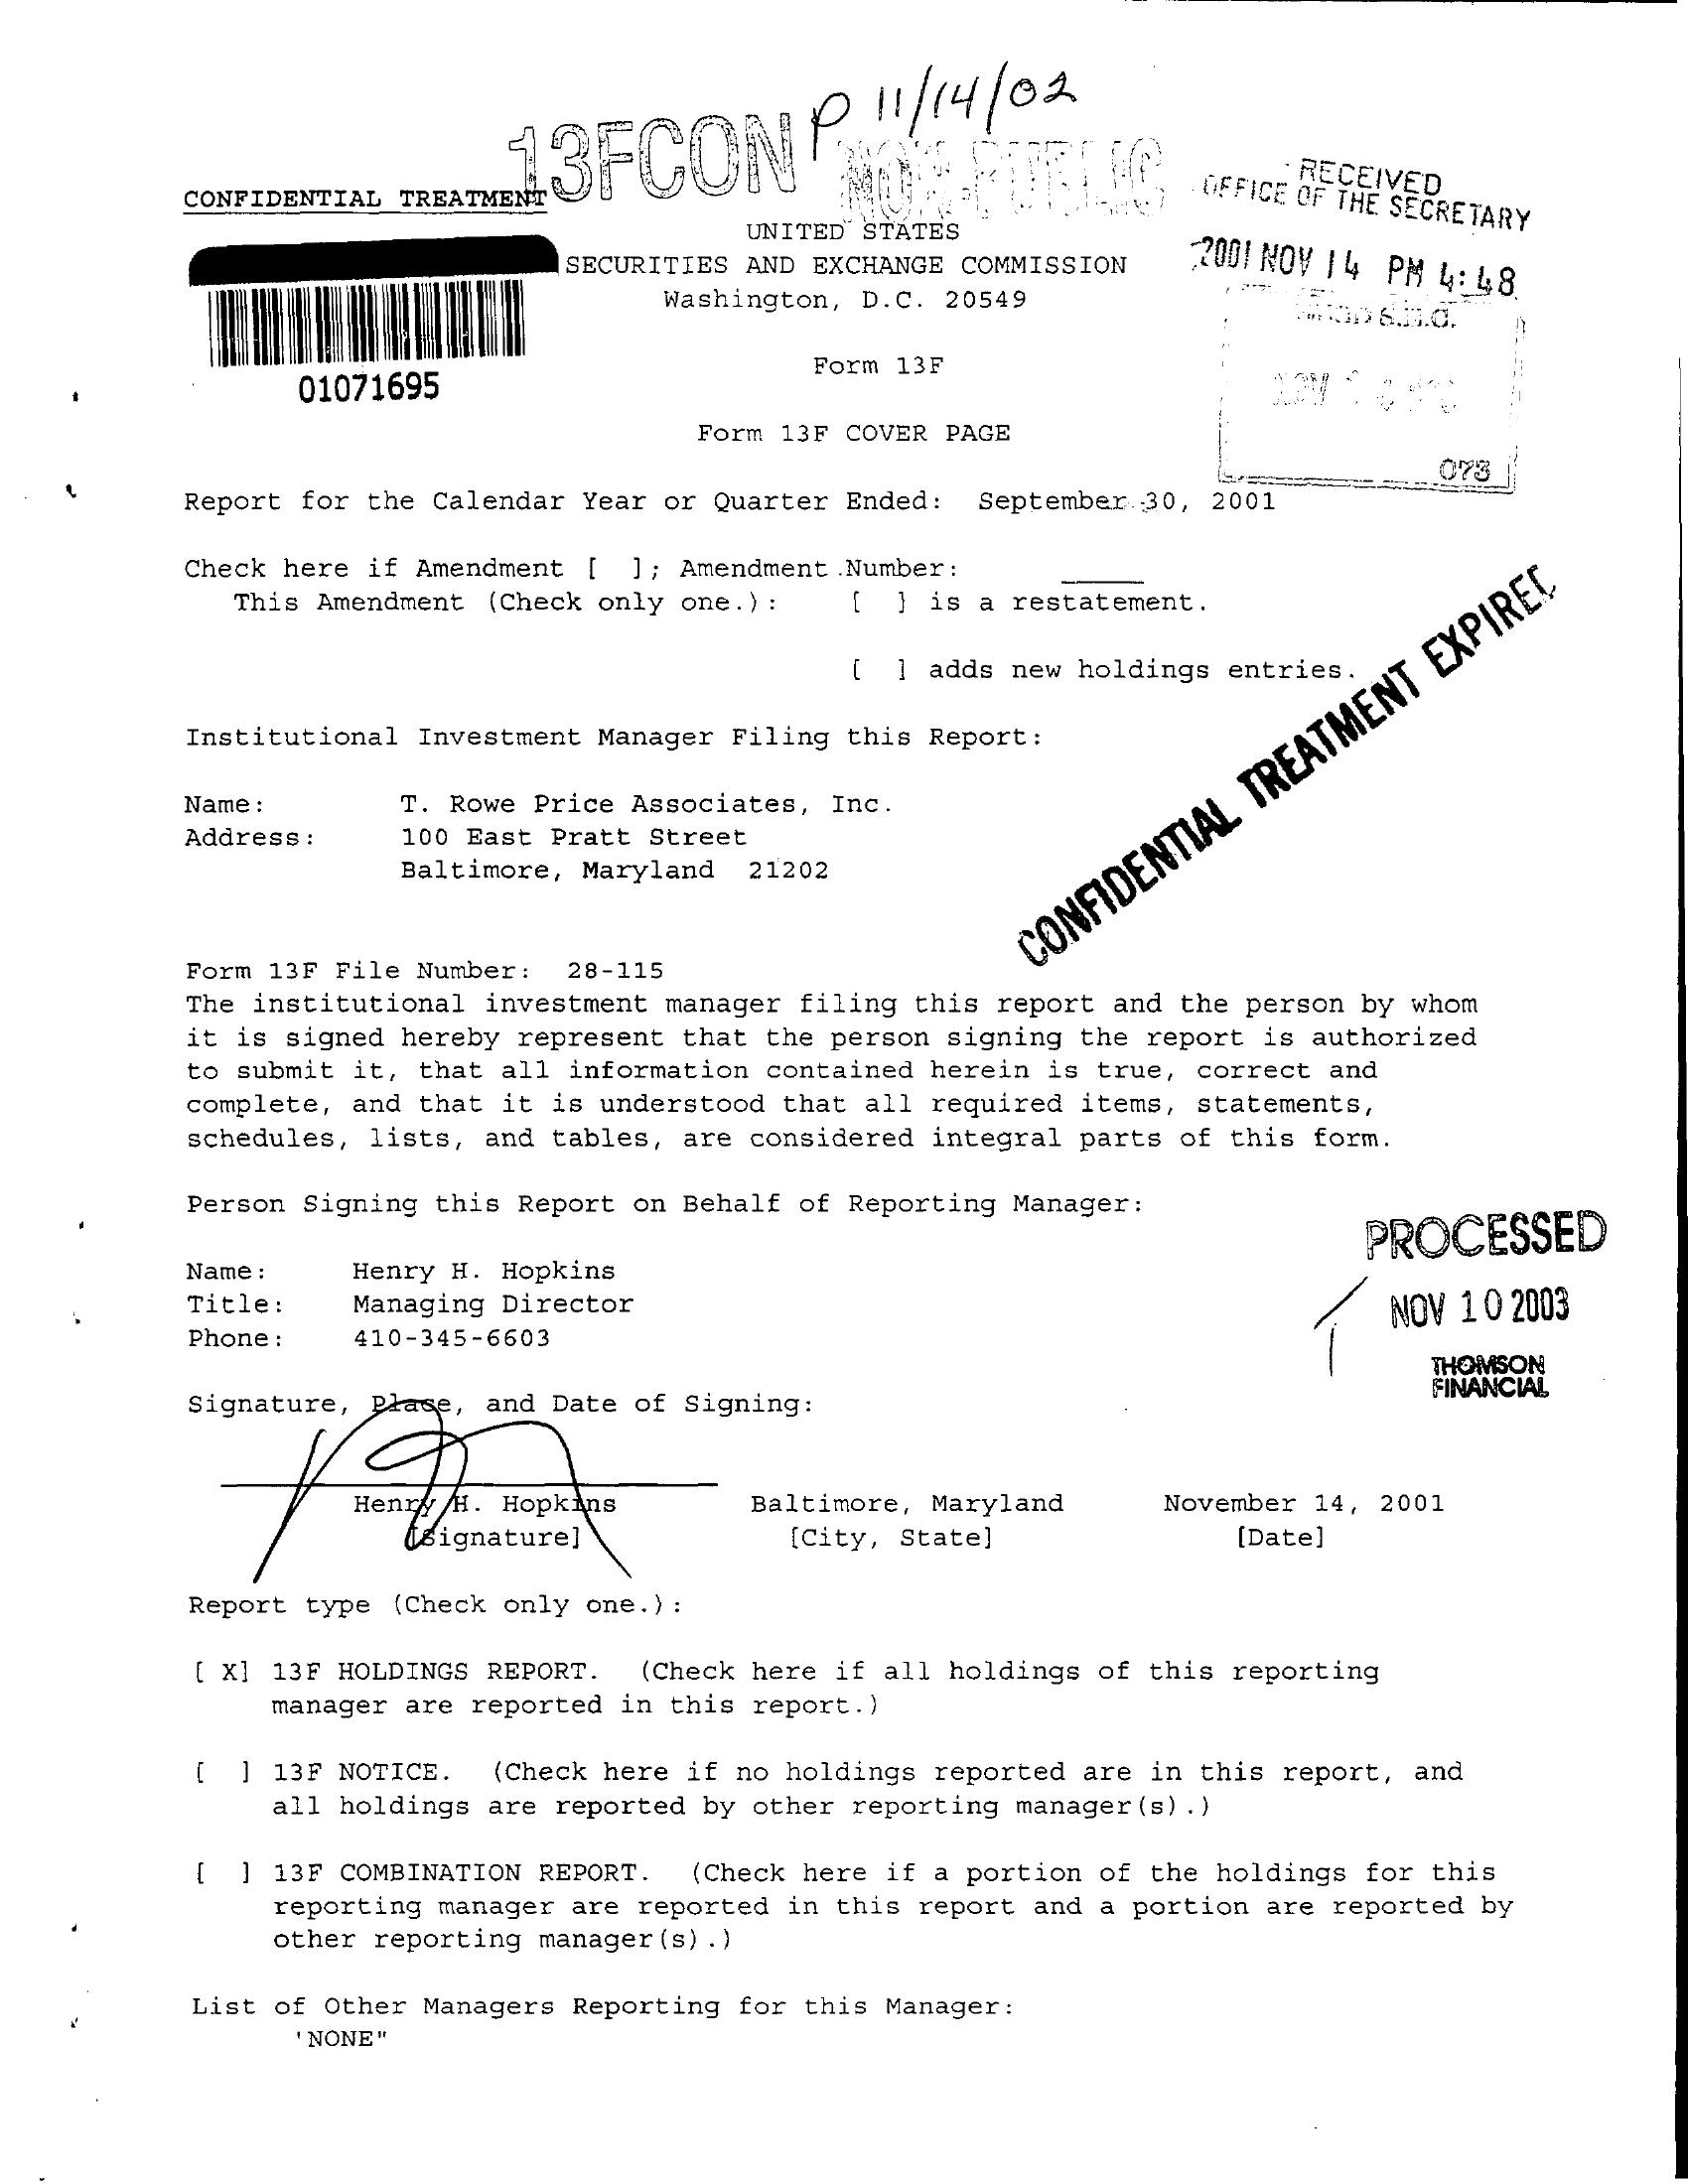 P 11/14/02
13FCON
NON-PUBLIC
CONFIDENTIAL TREATMENT
RECEIVED
OFFICE OF THE SECRETARY
2001 NOV 14 PM 4:48
UNITED STATES
SECURITIES AND EXCHANGE COMMISSION
Washington, D.C. 20549
01071695
Form 13F
Form 13F COVER PAGE
073
Report for the Calendar Year or Quarter Ended: September 30, 2001
Check here if Amendment [ ]; Amendment Number: ____
This Amendment (Check only one.): [ ] is a restatement.
[ ] adds new holdings entries.
CONFIDENTIAL TREATMENT EXPIRED
Institutional Investment Manager Filing this Report:
Name: T. Rowe Price Associates, Inc.
Address: 100 East Pratt Street
Baltimore, Maryland 21202
Form 13F File Number: 28-115
The institutional investment manager filing this report and the person by whom
it is signed hereby represent that the person signing the report is authorized
to submit it, that all information contained herein is true, correct and
complete, and that it is understood that all required items, statements,
schedules, lists, and tables, are considered integral parts of this form.
Person Signing this Report on Behalf of Reporting Manager:
PROCESSED
NOV 10 2003
THOMSON
FINANCIAL
Name: Henry H. Hopkins
Title: Managing Director
Phone: 410-345-6603
Signature, Place, and Date of Signing:
Henry H. Hopkins Baltimore, Maryland November 14, 2001
[Signature] [City, State] [Date]
Report type (Check only one.):
[ X] 13F HOLDINGS REPORT. (Check here if all holdings of this reporting
manager are reported in this report.)
[ ] 13F NOTICE. (Check here if no holdings reported are in this report, and
all holdings are reported by other reporting manager(s).)
[ ] 13F COMBINATION REPORT. (Check here if a portion of the holdings for this
reporting manager are reported in this report and a portion are reported by
other reporting manager(s).)
List of Other Managers Reporting for this Manager:
'NONE"